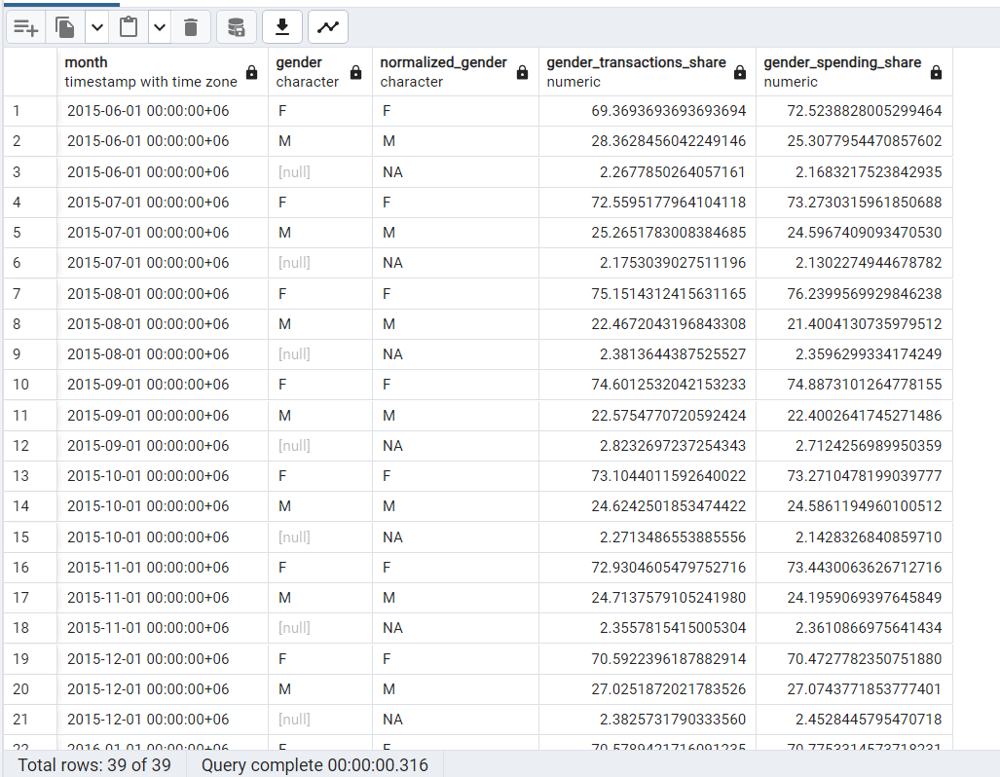 month gender normalized_gender gender_transactions_share gender_spending_share
timestamp with time zone character character numeric numeric
1 2015-06-01 00:00:00+06 F F 69.3693693693693694 72.5238828005299464
2 2015-06-01 00:00:00+06 M M 28.3628456042249146 25.3077954470857602
3 2015-06-01 00:00:00+06 [null] NA 2.2677850264057161 2.1683217523842935
4 2015-07-01 00:00:00+06 F F 72.5595177964104118 73.2730315961850688
5 2015-07-01 00:00:00+06 M M 25.2651783008384685 24.5967409093470530
6 2015-07-01 00:00:00+06 [null] NA 2.1753039027511196 2.1302274944678782
7 2015-08-01 00:00:00+06 F F 75.1514312415631165 76.2399569929846238
8 2015-08-01 00:00:00+06 M M 22.4672043196843308 21.4004130735979512
9 2015-08-01 00:00:00+06 [null] NA 2.3813644387525527 2.3596299334174249
10 2015-09-01 00:00:00+06 F F 74.6012532042153233 74.8873101264778155
11 2015-09-01 00:00:00+06 M M 22.5754770720592424 22.4002641745271486
12 2015-09-01 00:00:00+06 [null] NA 2.8232697237254343 2.7124256989950359
13 2015-10-01 00:00:00+06 F F 73.1044011592640022 73.2710478199039777
14 2015-10-01 00:00:00+06 M M 24.6242501853474422 24.5861194960100512
15 2015-10-01 00:00:00+06 [null] NA 2.2713486553885556 2.1428326840859710
16 2015-11-01 00:00:00+06 F F 72.9304605479752716 73.4430063626712716
17 2015-11-01 00:00:00+06 M M 24.7137579105241980 24.1959069397645849
18 2015-11-01 00:00:00+06 [null] NA 2.3557815415005304 2.3610866975641434
19 2015-12-01 00:00:00+06 F F 70.5922396187882914 70.4727782350751880
20 2015-12-01 00:00:00+06 M M 27.0251872021783526 27.0743771853777401
21 2015-12-01 00:00:00+06 [null] NA 2.3825731790333560 2.4528445795470718
22 2016-01-01 00:00:00+06 F F 70.5789421716091235 70.7753314573718231
Total rows: 39 of 39 Query complete 00:00:00.316